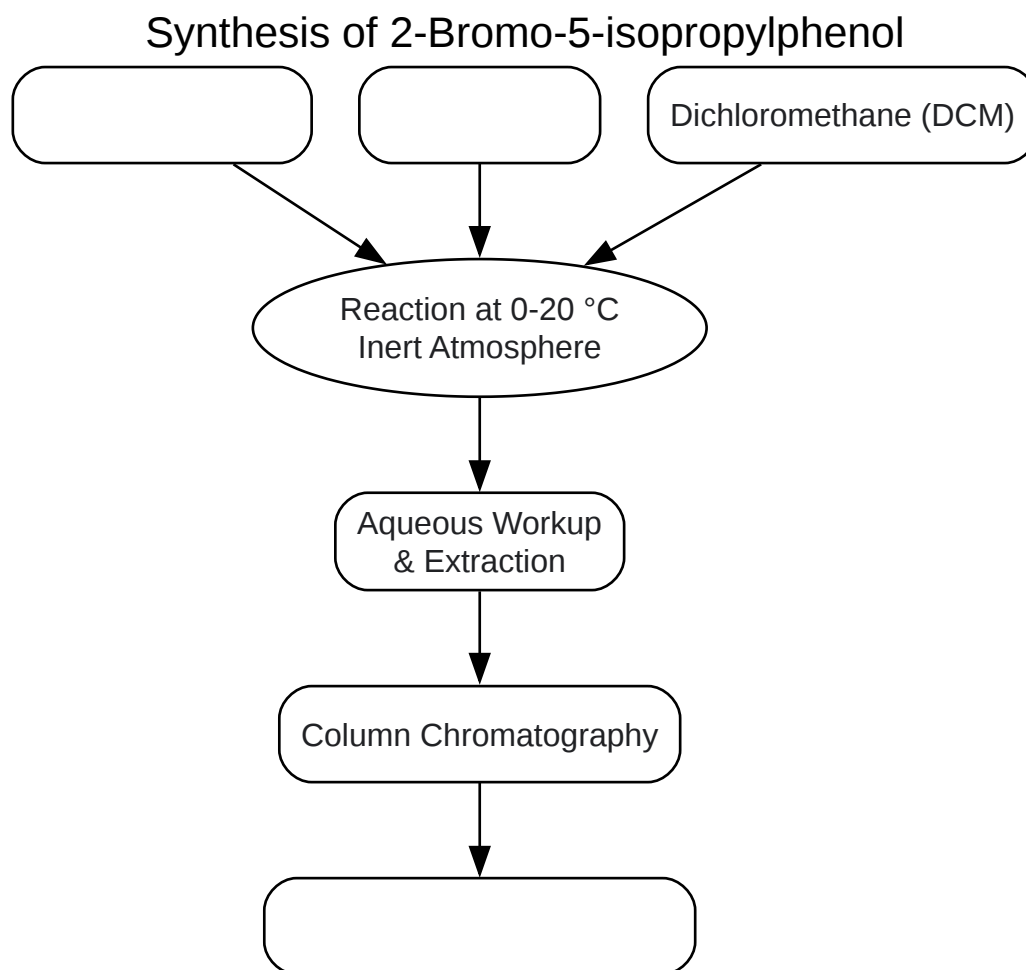 Synthesis of 2-Bromo-5-isopropylphenol
Dichloromethane (DCM)
Reaction at 0-20 °C
Inert Atmosphere
Aqueous Workup
& Extraction
Column Chromatography